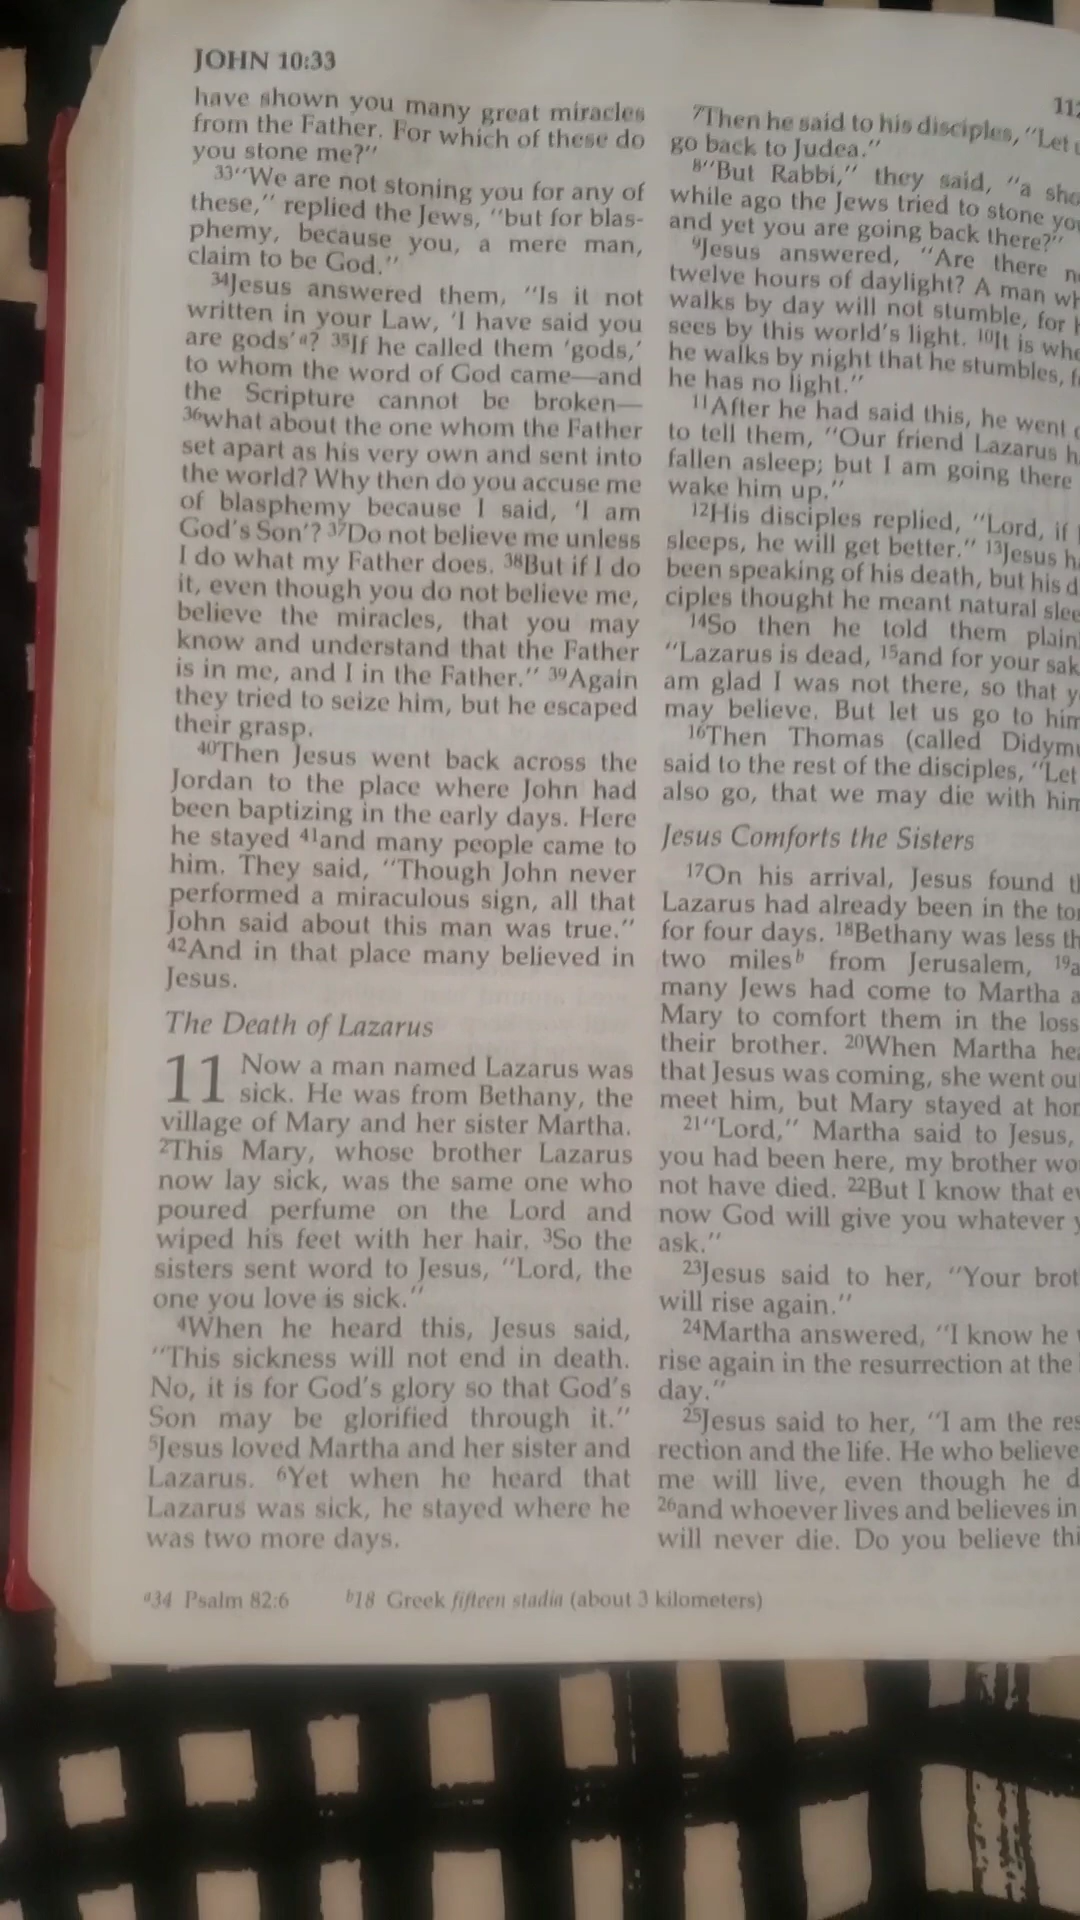 JOHN 10:33
have shown you many great miracles
from the Father. For which of these do
you stone me?"
33"We are not stoning you for any of
these," replied the Jews, "but for blas-
phemy, because you, a mere man,
claim to be God."
34Jesus answered them, "Is it not
written in your Law, 'I have said you
are gods'a? 35If he called them 'gods,'
to whom the word of God came—and
the Scripture cannot be broken—
36what about the one whom the Father
set apart as his very own and sent into
the world? Why then do you accuse me
of blasphemy because I said, 'I am
God's Son'? 37Do not believe me unless
I do what my Father does. 38But if I do
it, even though you do not believe me,
believe the miracles, that you may
know and understand that the Father
is in me, and I in the Father." 39Again
they tried to seize him, but he escaped
their grasp.
40Then Jesus went back across the
Jordan to the place where John had
been baptizing in the early days. Here
he stayed 41and many people came to
him. They said, "Though John never
performed a miraculous sign, all that
John said about this man was true."
42And in that place many believed in
Jesus.
The Death of Lazarus
11 Now a man named Lazarus was
sick. He was from Bethany, the
village of Mary and her sister Martha.
2This Mary, whose brother Lazarus
now lay sick, was the same one who
poured perfume on the Lord and
wiped his feet with her hair. 3So the
sisters sent word to Jesus, "Lord, the
one you love is sick."
4When he heard this, Jesus said,
"This sickness will not end in death.
No, it is for God's glory so that God's
Son may be glorified through it."
5Jesus loved Martha and her sister and
Lazarus. 6Yet when he heard that
Lazarus was sick, he stayed where he
was two more days.
112
7Then he said to his disciples, "Let
go back to Judea."
8"But Rabbi," they said, "a
while ago the Jews tried to stone
and yet you are going back there?"
9Jesus answered, "Are there
twelve hours of daylight? A man
walks by day will not stumble, for
sees by this world's light. 10It is
he walks by night that he stumbles,
he has no light."
11After he had said this, he went
to tell them, "Our friend Lazarus
fallen asleep; but I am going there
wake him up."
12His disciples replied, "Lord, if
sleeps, he will get better." 13Jesus
been speaking of his death, but his
ciples thought he meant natural
14So then he told them
"Lazarus is dead, 15and for your
am glad I was not there, so that
may believe. But let us go to
16Then Thomas (called
said to the rest of the disciples, "Let
also go, that we may die with
Jesus Comforts the Sisters
17On his arrival, Jesus found
Lazarus had already been in the
for four days. 18Bethany was less
two milesb from Jerusalem, 19
many Jews had come to Martha
Mary to comfort them in the loss
their brother. 20When Martha
that Jesus was coming, she went
meet him, but Mary stayed at
21"Lord," Martha said to Jesus,
you had been here, my brother
not have died. 22But I know that
now God will give you whatever
ask."
23Jesus said to her, "Your
will rise again."
24Martha answered, "I know he
rise again in the resurrection at the
day."
25Jesus said to her, "I am the
rection and the life. He who
me will live, even though he
26and whoever lives and believes in
will never die. Do you believe
a34 Psalm 82:6 b18 Greek fifteen stadia (about 3 kilometers)